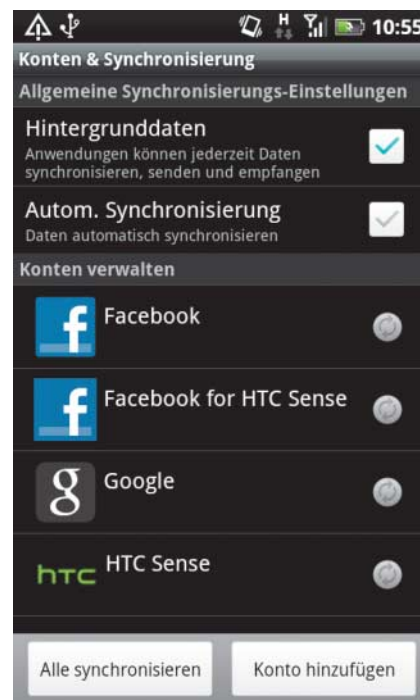 H 10:55
Konten & Synchronisierung
Allgemeine Synchronisierungs-Einstellungen
Hintergrunddaten
Anwendungen können jederzeit Daten
synchronisieren, senden und empfangen
Autom. Synchronisierung
Daten automatisch synchronisieren
Konten verwalten
f Facebook
f Facebook for HTC Sense
g Google
hTC HTC Sense
Alle synchronisieren Konto hinzufügen